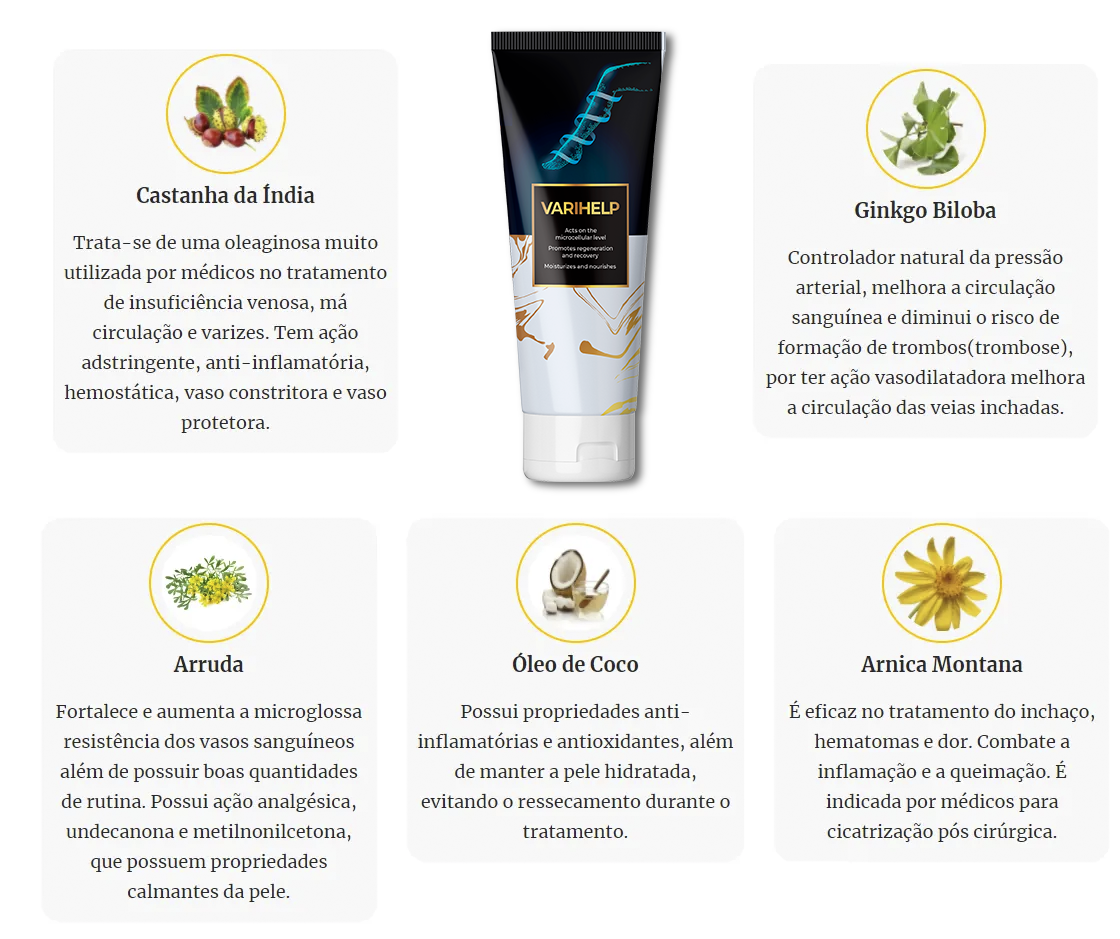 Castanha da Índia
Trata-se de uma oleaginosa muito
utilizada por médicos no tratamento
de insuficiência venosa, má
circulação e varizes. Tem ação
adstringente, anti-inflamatória,
hemostática, vaso constritora e vaso
protetora.
VARIHELP
Acts on the
microcellular level
Promotes regeneration
and recovery
Moisturizes and nourishes
Ginkgo Biloba
Controlador natural da pressão
arterial, melhora a circulação
sanguínea e diminui o risco de
formação de trombos(trombose),
por ter ação vasodilatadora melhora
a circulação das veias inchadas.
Arruda
Fortalece e aumenta a microglossa
resistência dos vasos sanguíneos
além de possuir boas quantidades
de rutina. Possui ação analgésica,
undecanona e metilnonilcetona,
que possuem propriedades
calmantes da pele.
Óleo de Coco
Possui propriedades anti-
inflamatórias e antioxidantes, além
de manter a pele hidratada,
evitando o ressecamento durante o
tratamento.
Arnica Montana
É eficaz no tratamento do inchaço,
hematomas e dor. Combate a
inflamação e a queimação. É
indicada por médicos para
cicatrização pós cirúrgica.